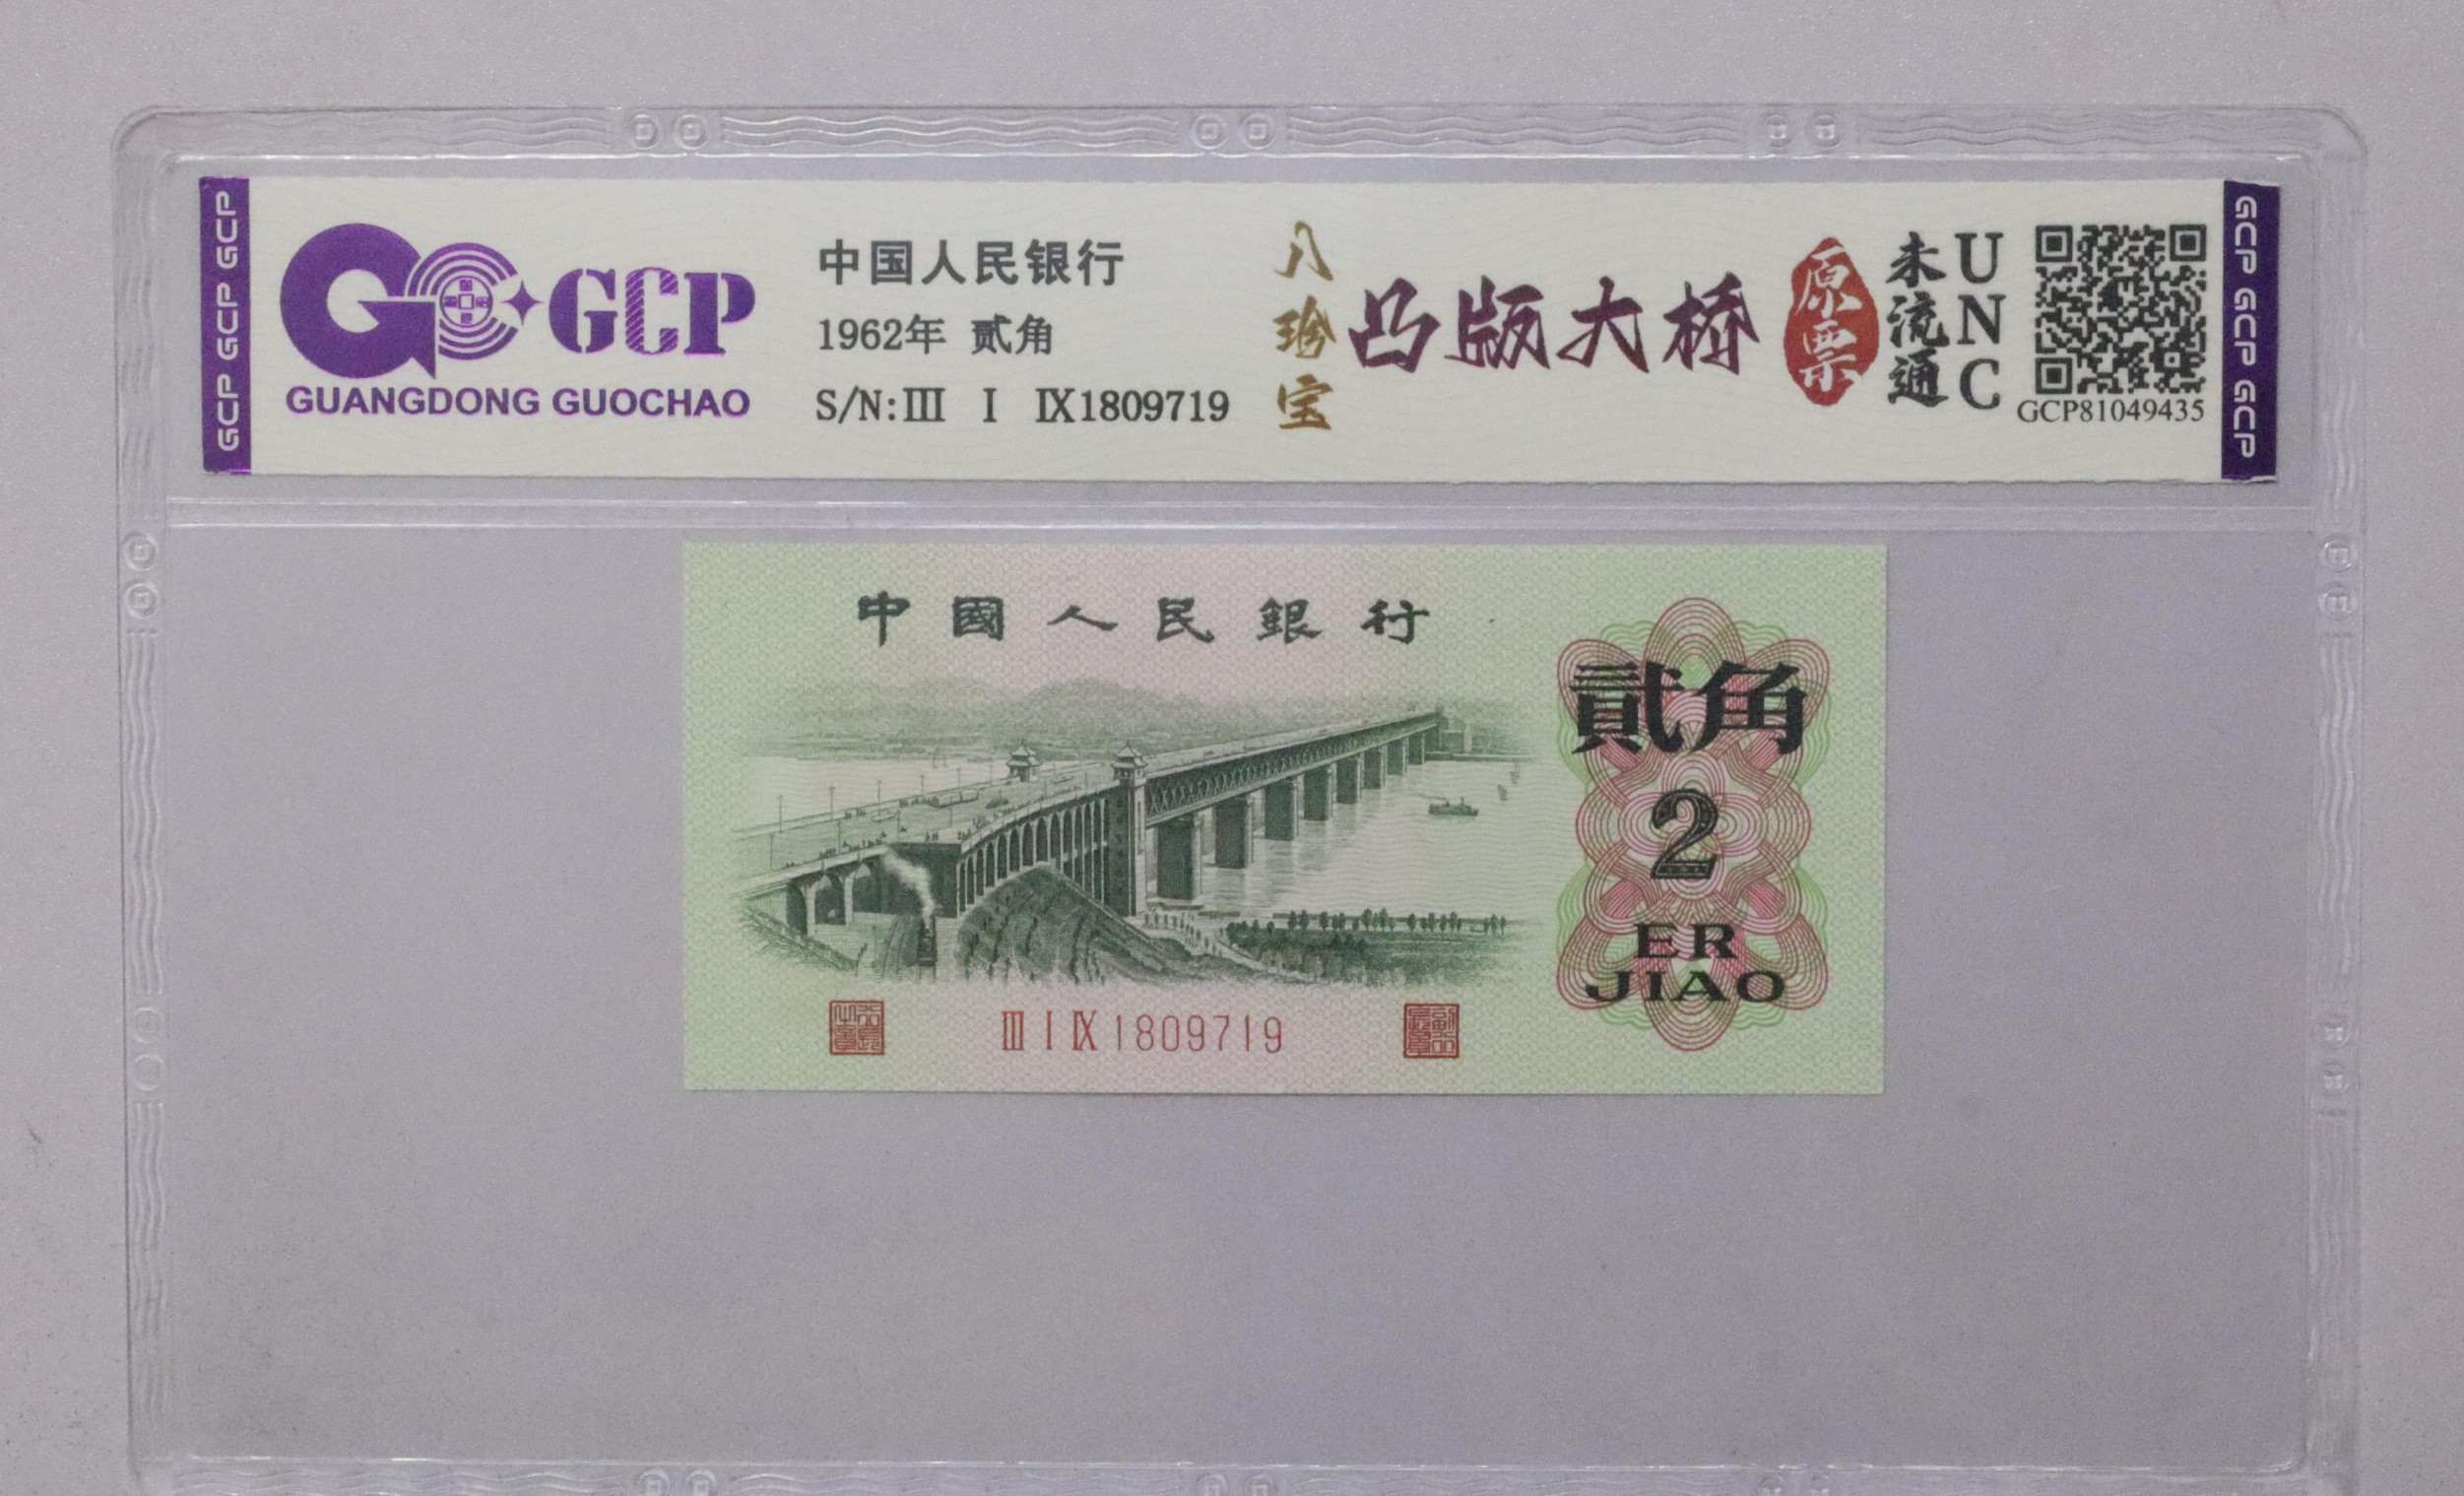 GCP GCP GCP
GCP
GUANGDONG GUOCHAO
中国人民银行
1962年 贰角
S/N:Ⅲ Ⅰ Ⅸ1809719
八珍宝
凸版大桥
原票
未流通
UNC
GCP81049435
GCP GCP GCP
中國人民銀行
貳角
2
ER
JIAO
Ⅲ Ⅰ Ⅸ 1809719